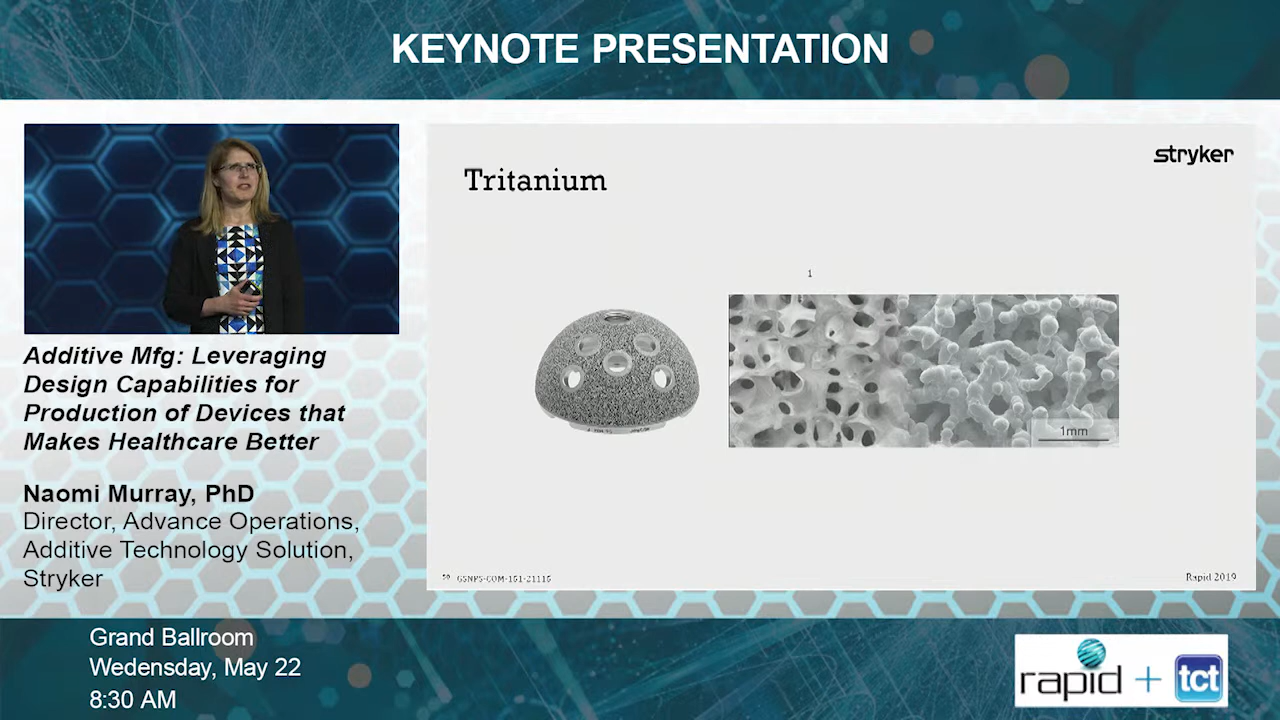 KEYNOTE PRESENTATION
stryker
Tritanium
1
1mm
Additive Mfg: Leveraging
Design Capabilities for
Production of Devices that
Makes Healthcare Better
Naomi Murray, PhD
Director, Advance Operations,
Additive Technology Solution,
Stryker
GSNPS-COM-151-21115
Rapid 2019
Grand Ballroom
Wedensday, May 22
8:30 AM
rapid + tct